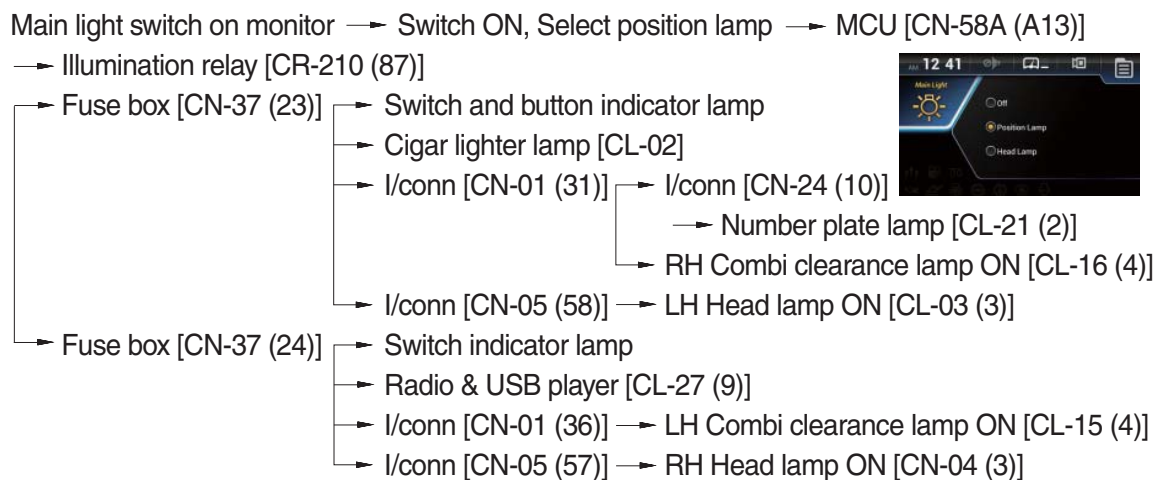 Main light switch on monitor → Switch ON, Select position lamp → MCU [CN-58A (A13)]
→ Illumination relay [CR-210 (87)]
→ Fuse box [CN-37 (23)] → Switch and button indicator lamp
→ Cigar lighter lamp [CL-02]
→ I/conn [CN-01 (31)] → I/conn [CN-24 (10)]
→ Number plate lamp [CL-21 (2)]
→ RH Combi clearance lamp ON [CL-16 (4)]
→ I/conn [CN-05 (58)] → LH Head lamp ON [CL-03 (3)]
→ Fuse box [CN-37 (24)] → Switch indicator lamp
→ Radio & USB player [CL-27 (9)]
→ I/conn [CN-01 (36)] → LH Combi clearance lamp ON [CL-15 (4)]
→ I/conn [CN-05 (57)] → RH Head lamp ON [CN-04 (3)]
AM 12 41
Main Light
Off
Position Lamp
Head Lamp